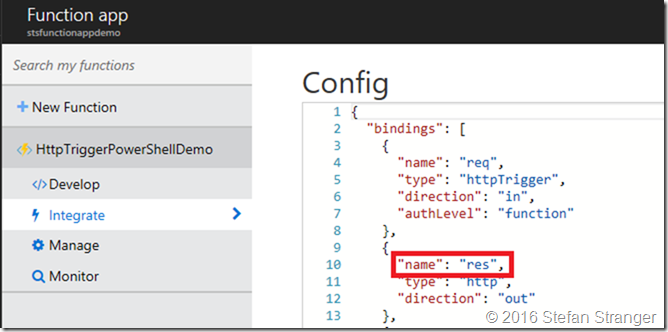 Function app
stsfunctionappdemo
Search my functions
New Function
HttpTriggerPowerShellDemo
Develop
Integrate
Manage
Monitor
Config
1 {
2 "bindings": [
3 {
4 "name": "req",
5 "type": "httpTrigger",
6 "direction": "in",
7 "authLevel": "function"
8 },
9 {
10 "name": "res",
11 "type": "http",
12 "direction": "out"
13 },
© 2016 Stefan Stranger